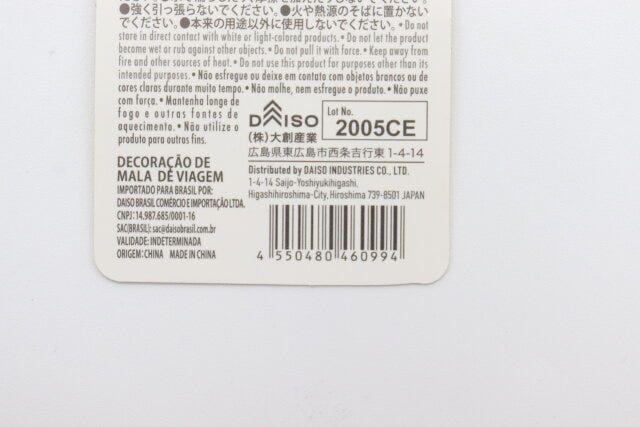 ●強く引っ張らないでください。●火や熱源のそばに置かない
でください。●本来の用途以外に使用しないでください。• Do not
store in direct contact with white or light-colored products. • Do not let the product
become wet or rub against other objects. • Do not pull it with force. • Keep away from
fire and other sources of heat. • Do not use this product for purposes other than its
intended purposes. • Não esfregue ou deixe em contato com objetos brancos ou de
cores claras durante muito tempo. • Não molhe, nem esfregue o produto. • Não puxe
com força. • Mantenha longe de
fogo e outras fontes de
aquecimento. • Não utilize o
produto para outros fins.
DECORAÇÃO DE
MALA DE VIAGEM
IMPORTADO PARA BRASIL POR:
DAISO BRASIL COMÉRCIO E IMPORTAÇÃO LTDA.
CNPJ: 14.987.685/0001-16
SAC(BRASIL): sac@daisobrasil.com.br
VALIDADE: INDETERMINADA
ORIGEM:CHINA MADE IN CHINA
DAISO
Lot No.
2005CE
(株)大創産業
広島県東広島市西条吉行東 1-4-14
Distributed by DAISO INDUSTRIES CO., LTD.
1-4-14 Saijo-Yoshiyukihigashi,
Higashihiroshima-City, Hiroshima 739-8501 JAPAN
4 550480 460994